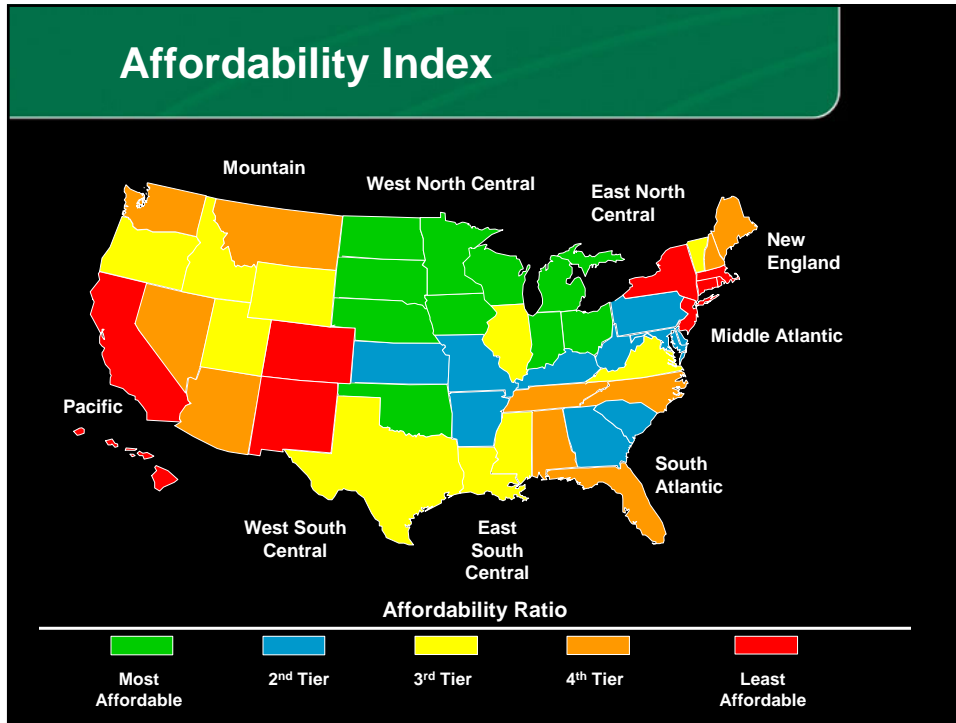 Affordability Index
Mountain
West North Central
East North
Central
New
England
Middle Atlantic
Pacific
South
Atlantic
West South
Central
East
South
Central
Affordability Ratio
Most
Affordable
2nd Tier
3rd Tier
4th Tier
Least
Affordable